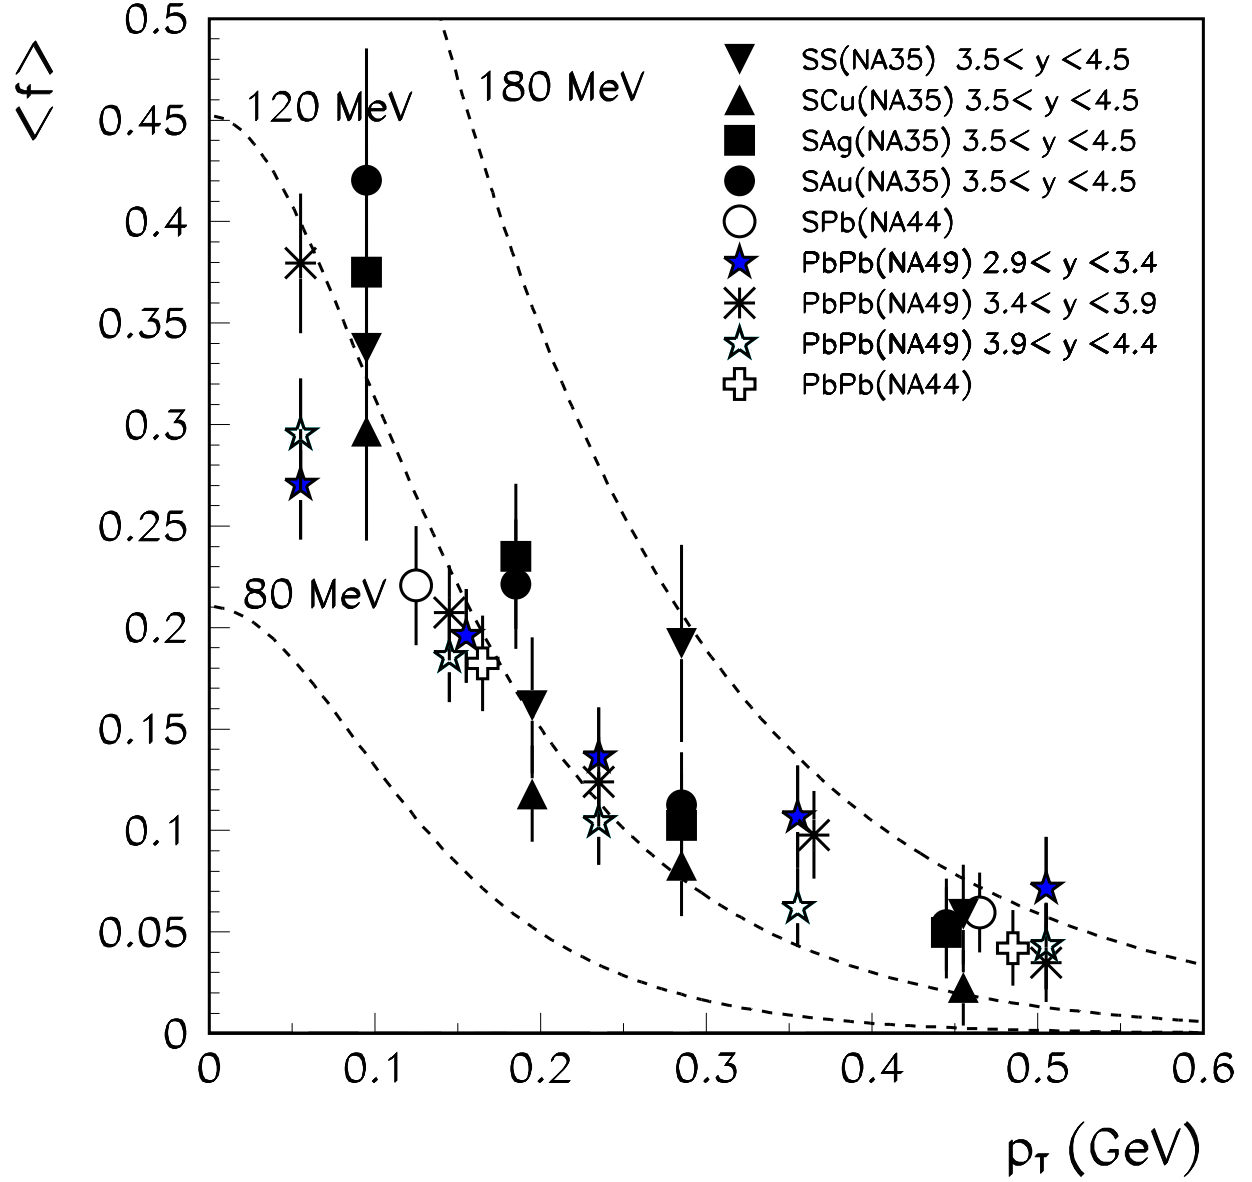 <f>
0.5
0.45
0.4
0.35
0.3
0.25
0.2
0.15
0.1
0.05
0
120 MeV
180 MeV
80 MeV
SS(NA35) 3.5< y <4.5
SCu(NA35) 3.5< y <4.5
SAg(NA35) 3.5< y <4.5
SAu(NA35) 3.5< y <4.5
SPb(NA44)
PbPb(NA49) 2.9< y <3.4
PbPb(NA49) 3.4< y <3.9
PbPb(NA49) 3.9< y <4.4
PbPb(NA44)
0 0.1 0.2 0.3 0.4 0.5 0.6
pT (GeV)